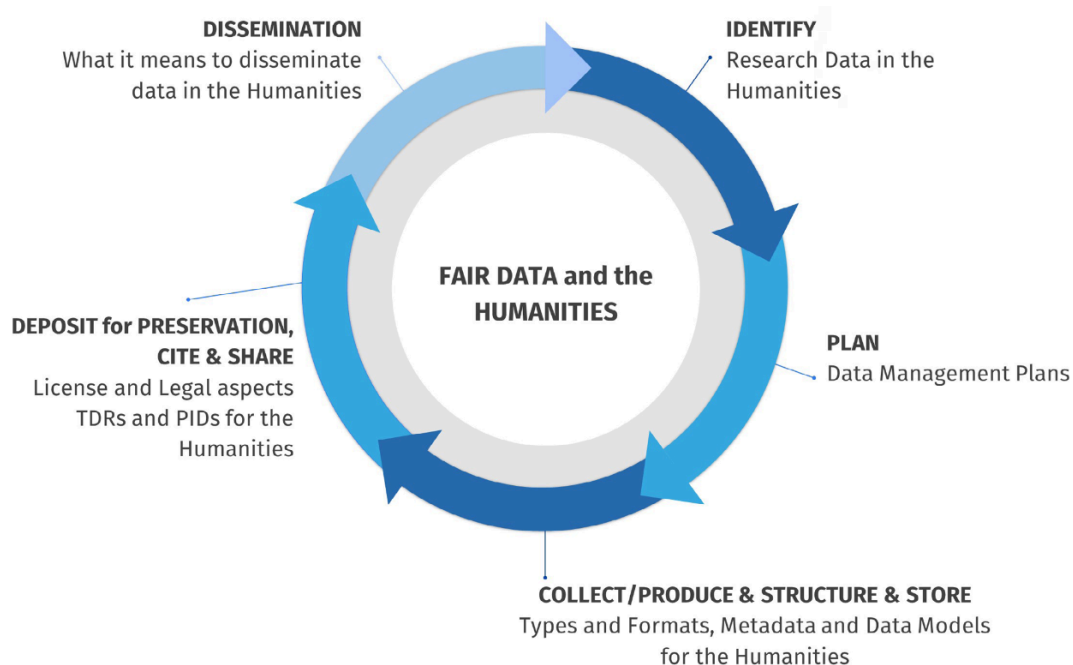 DISSEMINATION
What it means to disseminate
data in the Humanities
IDENTIFY
Research Data in the
Humanities
FAIR DATA and the
HUMANITIES
PLAN
Data Management Plans
DEPOSIT for PRESERVATION,
CITE & SHARE
License and Legal aspects
TDRs and PIDs for the
Humanities
COLLECT/PRODUCE & STRUCTURE & STORE
Types and Formats, Metadata and Data Models
for the Humanities